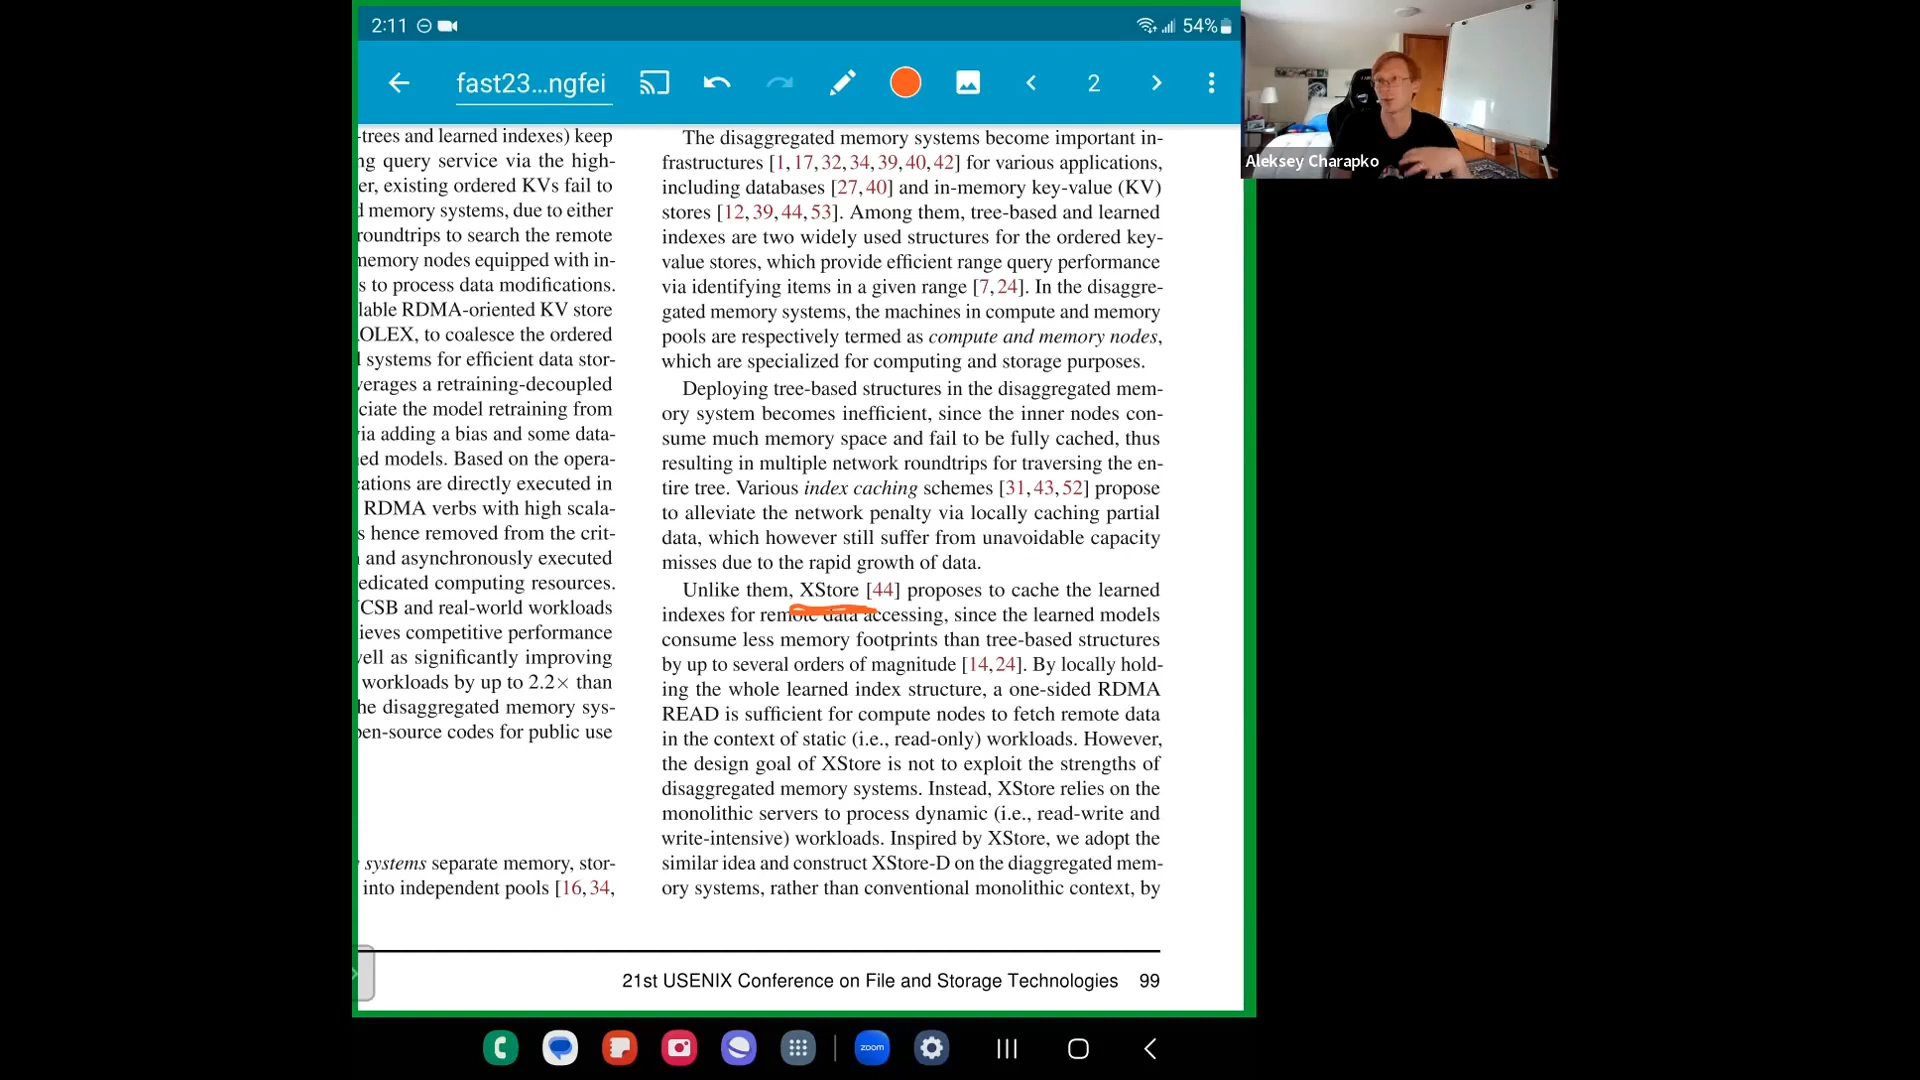 2:11
54%
fast23...ngfei
2
Aleksey Charapko
-trees and learned indexes) keep
ng query service via the high-
er, existing ordered KVs fail to
d memory systems, due to either
roundtrips to search the remote
memory nodes equipped with in-
s to process data modifications.
lable RDMA-oriented KV store
OLEX, to coalesce the ordered
l systems for efficient data stor-
verages a retraining-decoupled
ciate the model retraining from
via adding a bias and some data-
ned models. Based on the opera-
cations are directly executed in
RDMA verbs with high scala-
s hence removed from the crit-
and asynchronously executed
edicated computing resources.
YCSB and real-world workloads
ieves competitive performance
well as significantly improving
workloads by up to 2.2× than
he disaggregated memory sys-
pen-source codes for public use
systems separate memory, stor-
into independent pools [16, 34,
The disaggregated memory systems become important in-
frastructures [1, 17, 32, 34, 39, 40, 42] for various applications,
including databases [27, 40] and in-memory key-value (KV)
stores [12, 39, 44, 53]. Among them, tree-based and learned
indexes are two widely used structures for the ordered key-
value stores, which provide efficient range query performance
via identifying items in a given range [7, 24]. In the disaggre-
gated memory systems, the machines in compute and memory
pools are respectively termed as compute and memory nodes,
which are specialized for computing and storage purposes.
Deploying tree-based structures in the disaggregated mem-
ory system becomes inefficient, since the inner nodes con-
sume much memory space and fail to be fully cached, thus
resulting in multiple network roundtrips for traversing the en-
tire tree. Various index caching schemes [31, 43, 52] propose
to alleviate the network penalty via locally caching partial
data, which however still suffer from unavoidable capacity
misses due to the rapid growth of data.
Unlike them, XStore [44] proposes to cache the learned
indexes for remote data accessing, since the learned models
consume less memory footprints than tree-based structures
by up to several orders of magnitude [14, 24]. By locally hold-
ing the whole learned index structure, a one-sided RDMA
READ is sufficient for compute nodes to fetch remote data
in the context of static (i.e., read-only) workloads. However,
the design goal of XStore is not to exploit the strengths of
disaggregated memory systems. Instead, XStore relies on the
monolithic servers to process dynamic (i.e., read-write and
write-intensive) workloads. Inspired by XStore, we adopt the
similar idea and construct XStore-D on the diaggregated mem-
ory systems, rather than conventional monolithic context, by
21st USENIX Conference on File and Storage Technologies 99
zoom